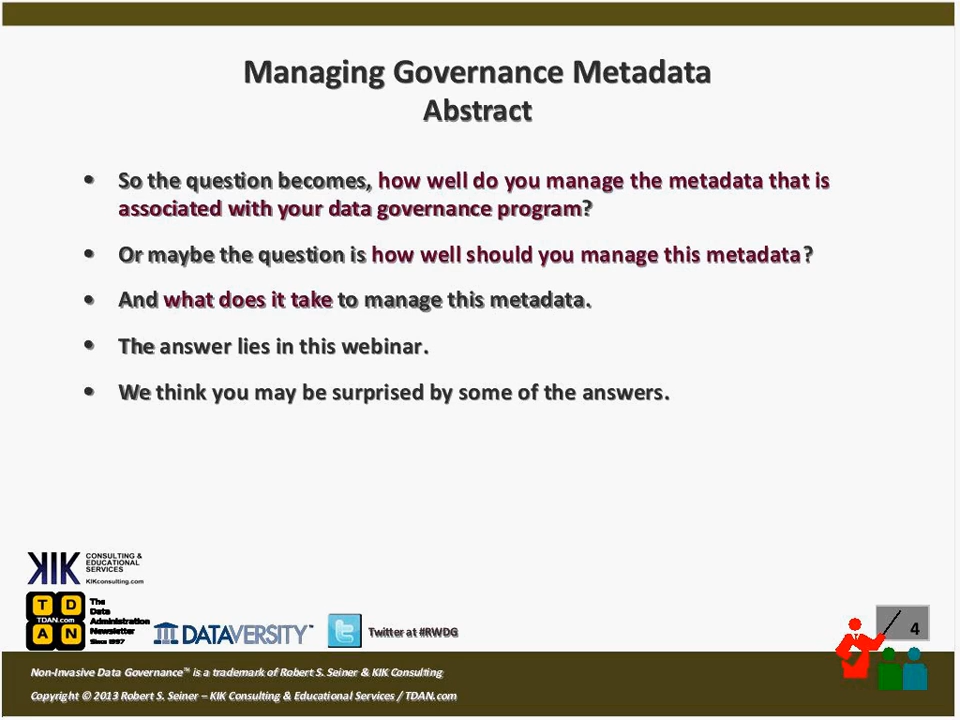 Managing Governance Metadata
Abstract
• So the question becomes, how well do you manage the metadata that is
associated with your data governance program?
• Or maybe the question is how well should you manage this metadata?
• And what does it take to manage this metadata.
• The answer lies in this webinar.
• We think you may be surprised by some of the answers.
KIK
CONSULTING &
EDUCATIONAL
SERVICES
KIKconsulting.com
T D
TDAN.com
A N
The
Data
Administration
Newsletter
Since 1997
DATAVERSITY™
Twitter at #RWDG
4
Non-Invasive Data Governance™ is a trademark of Robert S. Seiner & KIK Consulting
Copyright © 2013 Robert S. Seiner – KIK Consulting & Educational Services / TDAN.com